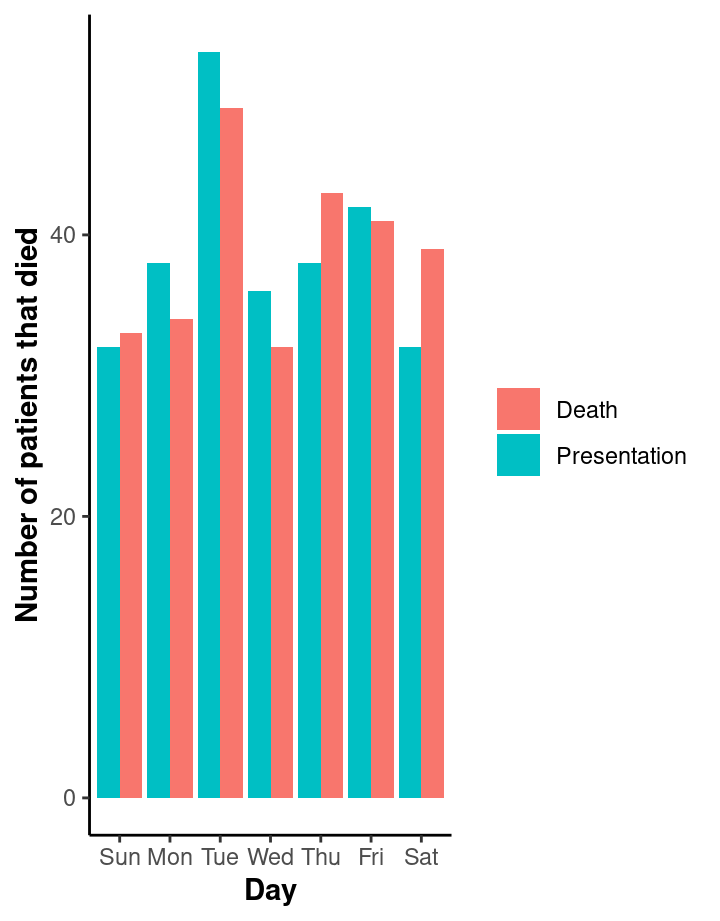 Number of patients that died
40
20
0
Sun Mon Tue Wed Thu Fri Sat
Day
Death
Presentation